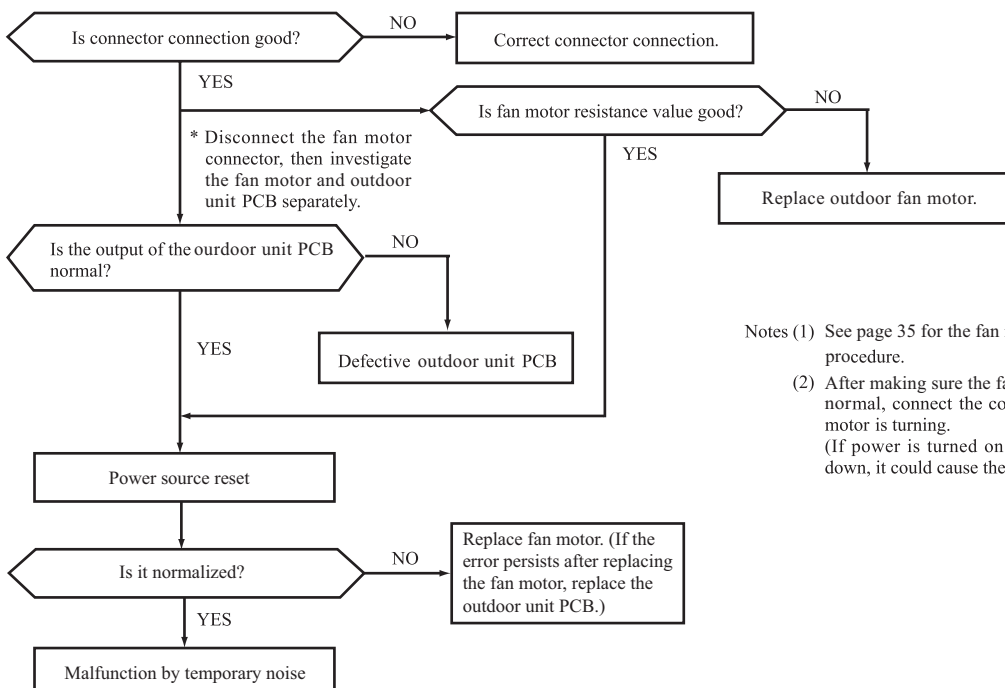 Is connector connection good?
NO
Correct connector connection.
YES
Is fan motor resistance value good?
NO
* Disconnect the fan motor
connector, then investigate
the fan motor and outdoor
unit PCB separately.
YES
Replace outdoor fan motor.
Is the output of the ourdoor unit PCB
normal?
NO
YES
Defective outdoor unit PCB
Notes (1) See page 35 for the fan
procedure.
(2) After making sure the fa
normal, connect the co
motor is turning.
(If power is turned on
down, it could cause the
Power source reset
Is it normalized?
NO
Replace fan motor. (If the
error persists after replacing
the fan motor, replace the
outdoor unit PCB.)
YES
Malfunction by temporary noise